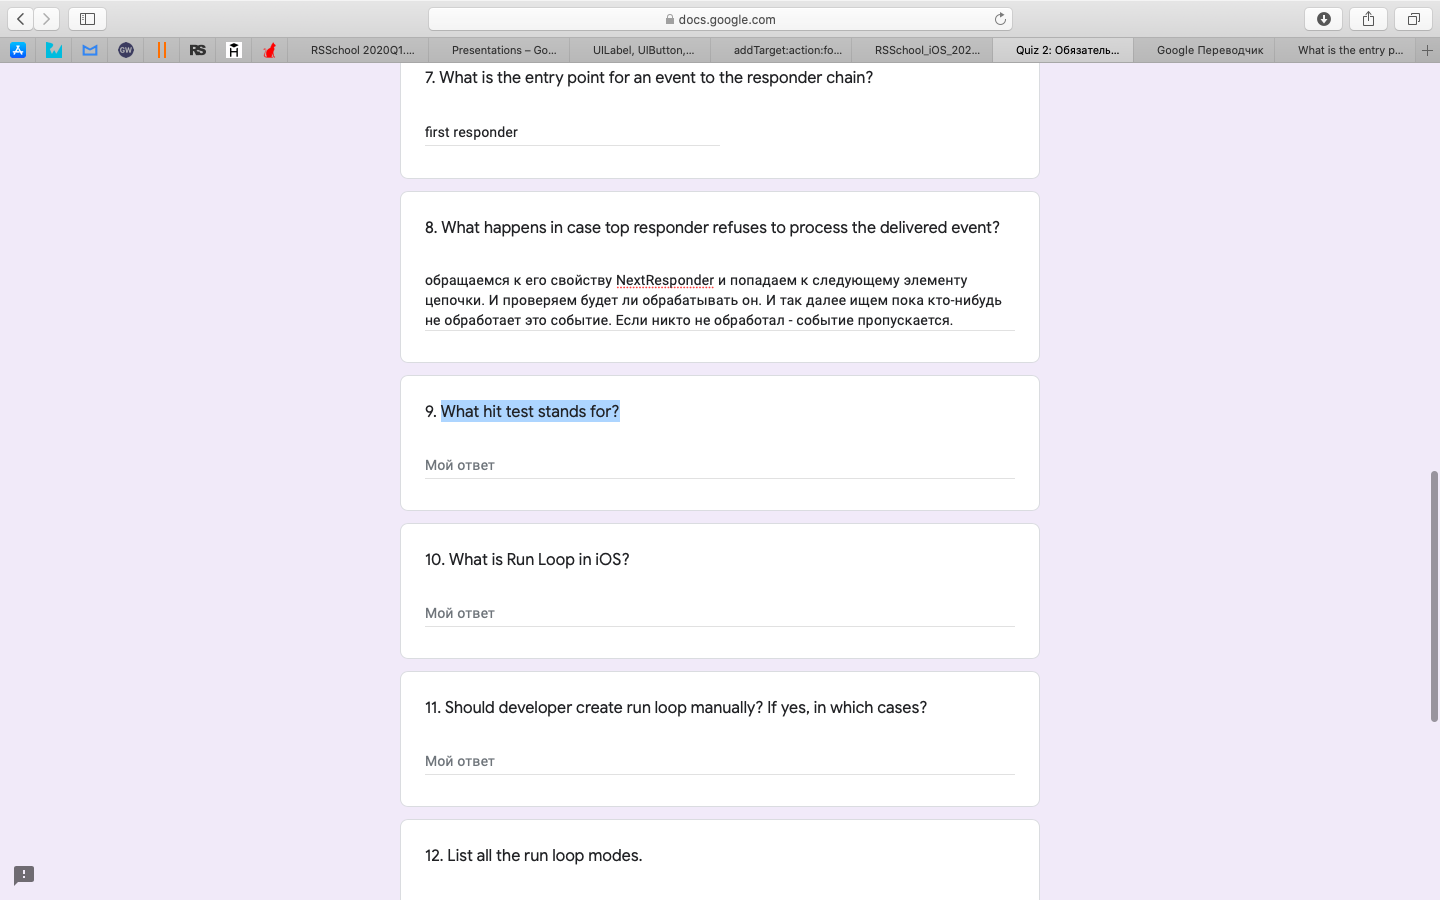 docs.google.com
GW
RS
H
RSSchool 2020Q1....
Presentations – Go...
UILabel, UIButton,...
addTarget:action:fo...
RSSchool_iOS_202...
Quiz 2: Обязатель...
Google Переводчик
What is the entry p...
7. What is the entry point for an event to the responder chain?
first responder
8. What happens in case top responder refuses to process the delivered event?
обращаемся к его свойству NextResponder и попадаем к следующему элементу
цепочки. И проверяем будет ли обрабатывать он. И так далее ищем пока кто-нибудь
не обработает это событие. Если никто не обработал - событие пропускается.
9. What hit test stands for?
Мой ответ
10. What is Run Loop in iOS?
Мой ответ
11. Should developer create run loop manually? If yes, in which cases?
Мой ответ
12. List all the run loop modes.